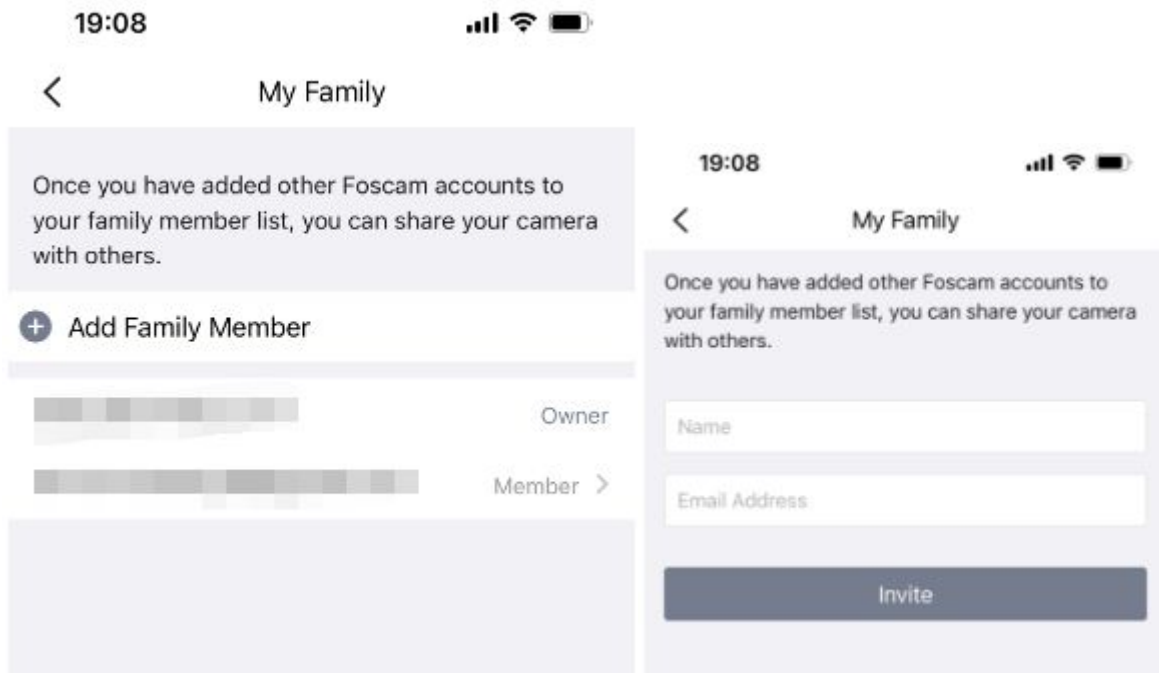 19:08
My Family
Once you have added other Foscam accounts to
your family member list, you can share your camera
with others.
Add Family Member
Owner
Member
19:08
My Family
Once you have added other Foscam accounts to
your family member list, you can share your camera
with others.
Name
Email Address
Invite